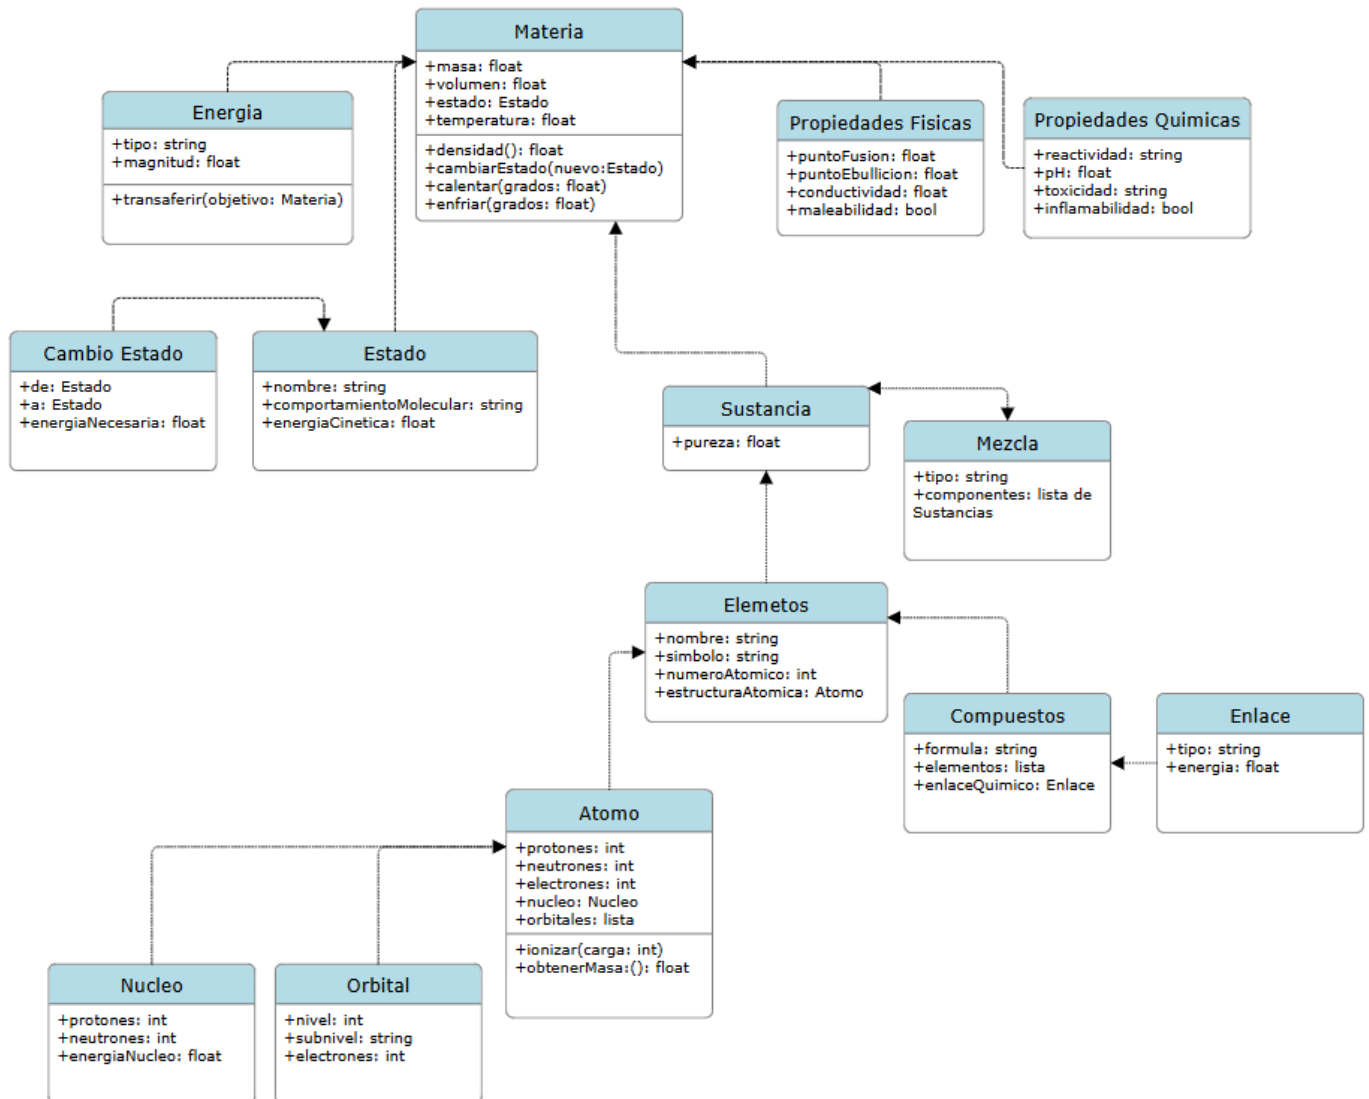 Materia
+masa: float
+volumen: float
+estado: Estado
+temperatura: float
+densidad(): float
+cambiarEstado(nuevo:Estado)
+calentar(grados: float)
+enfriar(grados: float)
Energia
+tipo: string
+magnitud: float
+transaferir(objetivo: Materia)
Propiedades Fisicas
+puntoFusion: float
+puntoEbullicion: float
+conductividad: float
+maleabilidad: bool
Propiedades Quimicas
+reactividad: string
+pH: float
+toxicidad: string
+inflamabilidad: bool
Cambio Estado
+de: Estado
+a: Estado
+energiaNecesaria: float
Estado
+nombre: string
+comportamientoMolecular: string
+energiaCinetica: float
Sustancia
+pureza: float
Mezcla
+tipo: string
+componentes: lista de
Sustancias
Elemetos
+nombre: string
+simbolo: string
+numeroAtomico: int
+estructuraAtomica: Atomo
Compuestos
+formula: string
+elementos: lista
+enlaceQuimico: Enlace
Enlace
+tipo: string
+energia: float
Atomo
+protones: int
+neutrones: int
+electrones: int
+nucleo: Nucleo
+orbitales: lista
+ionizar(carga: int)
+obtenerMasa:(): float
Nucleo
+protones: int
+neutrones: int
+energiaNucleo: float
Orbital
+nivel: int
+subnivel: string
+electrones: int